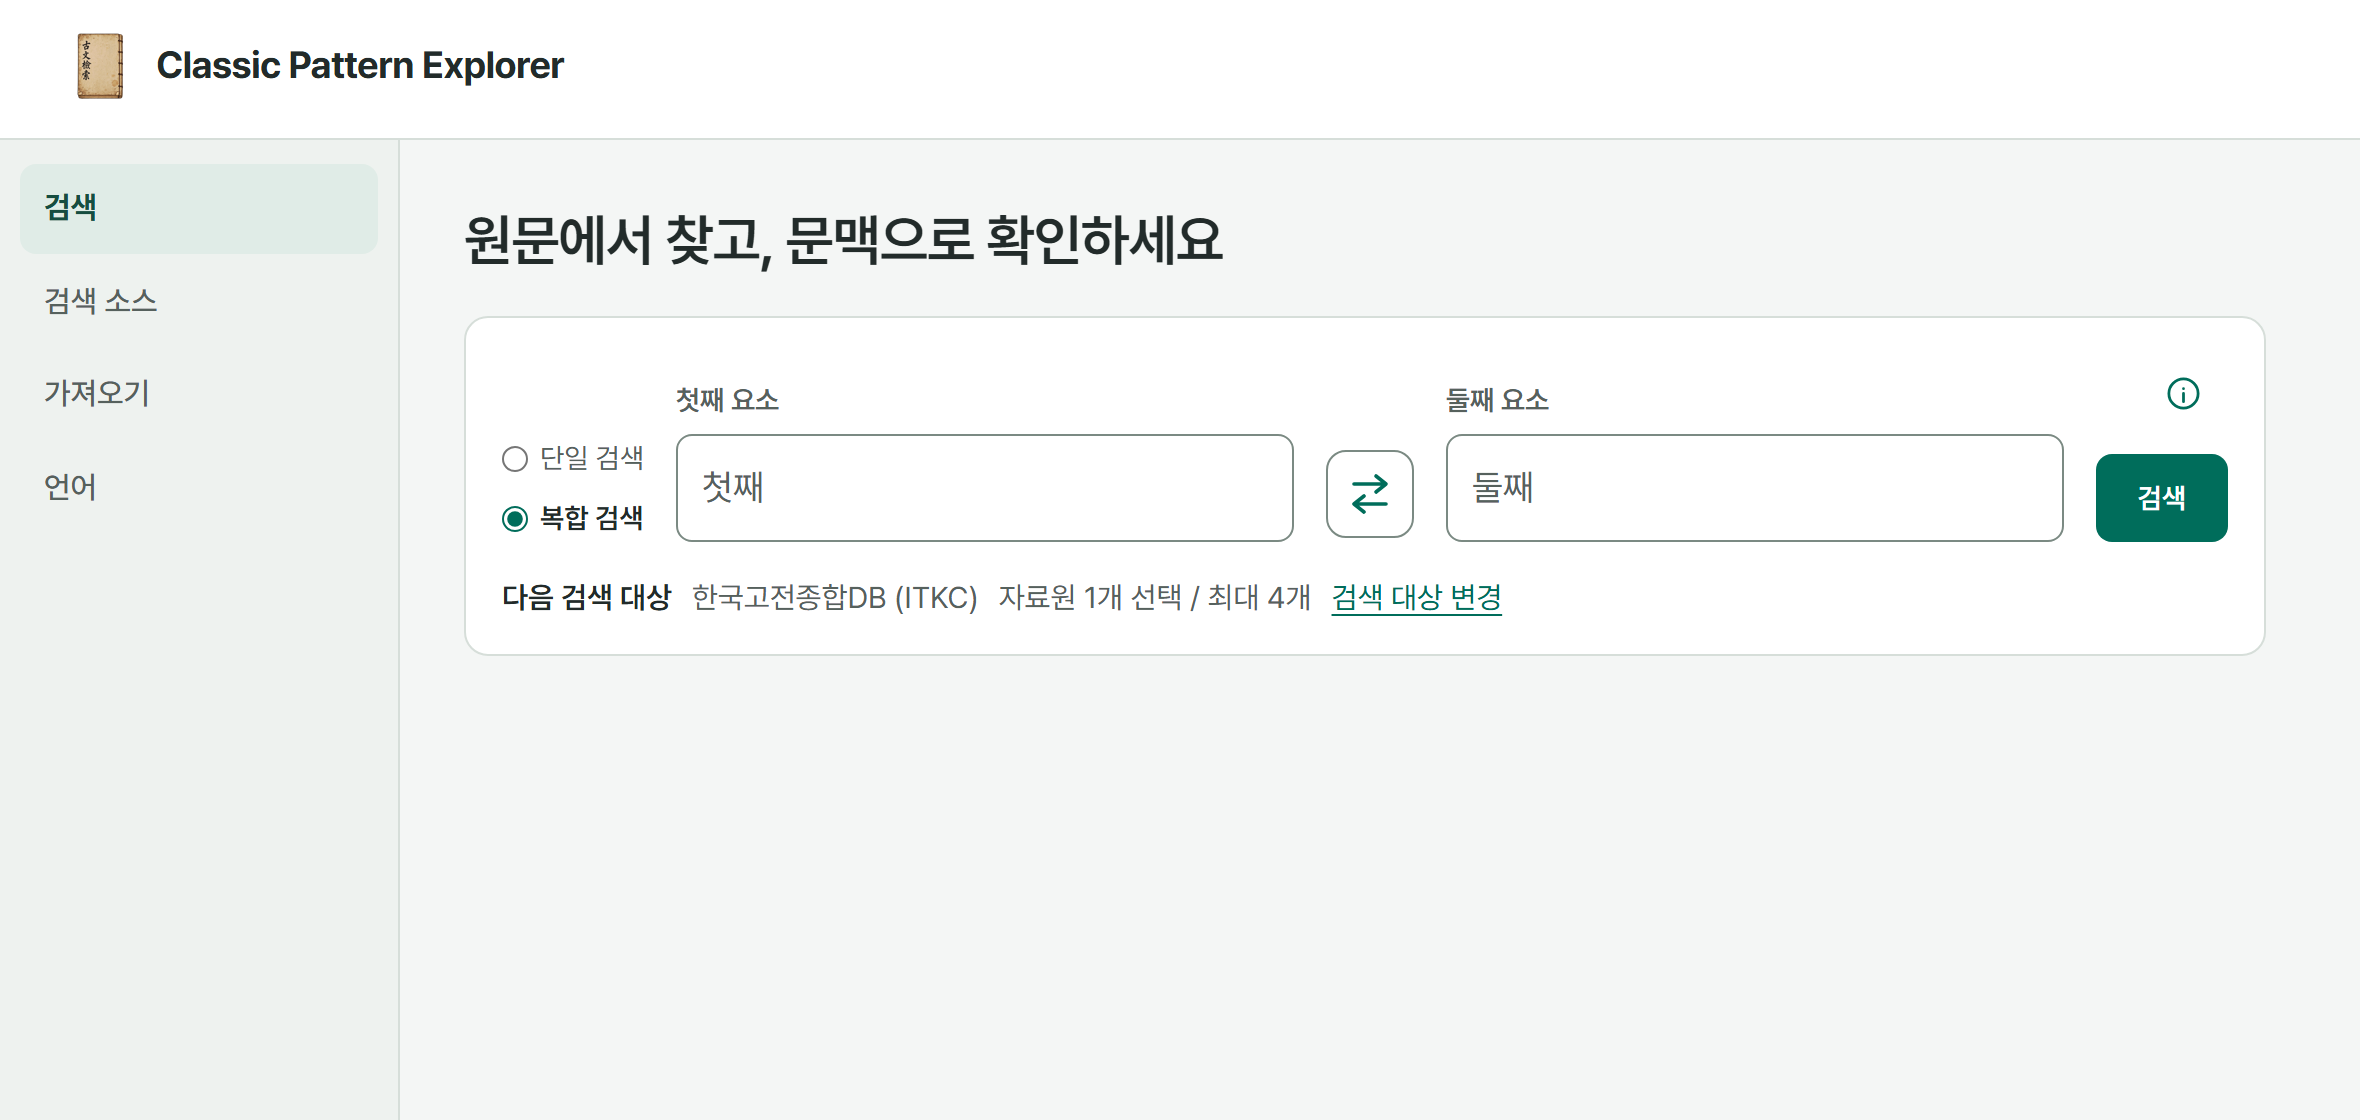 古文檢索
Classic Pattern Explorer
검색
검색 소스
가져오기
언어
원문에서 찾고, 문맥으로 확인하세요
단일 검색
복합 검색
첫째 요소
첫째
둘째 요소
둘째
검색
다음 검색 대상 한국고전종합DB (ITKC) 자료원 1개 선택 / 최대 4개 검색 대상 변경